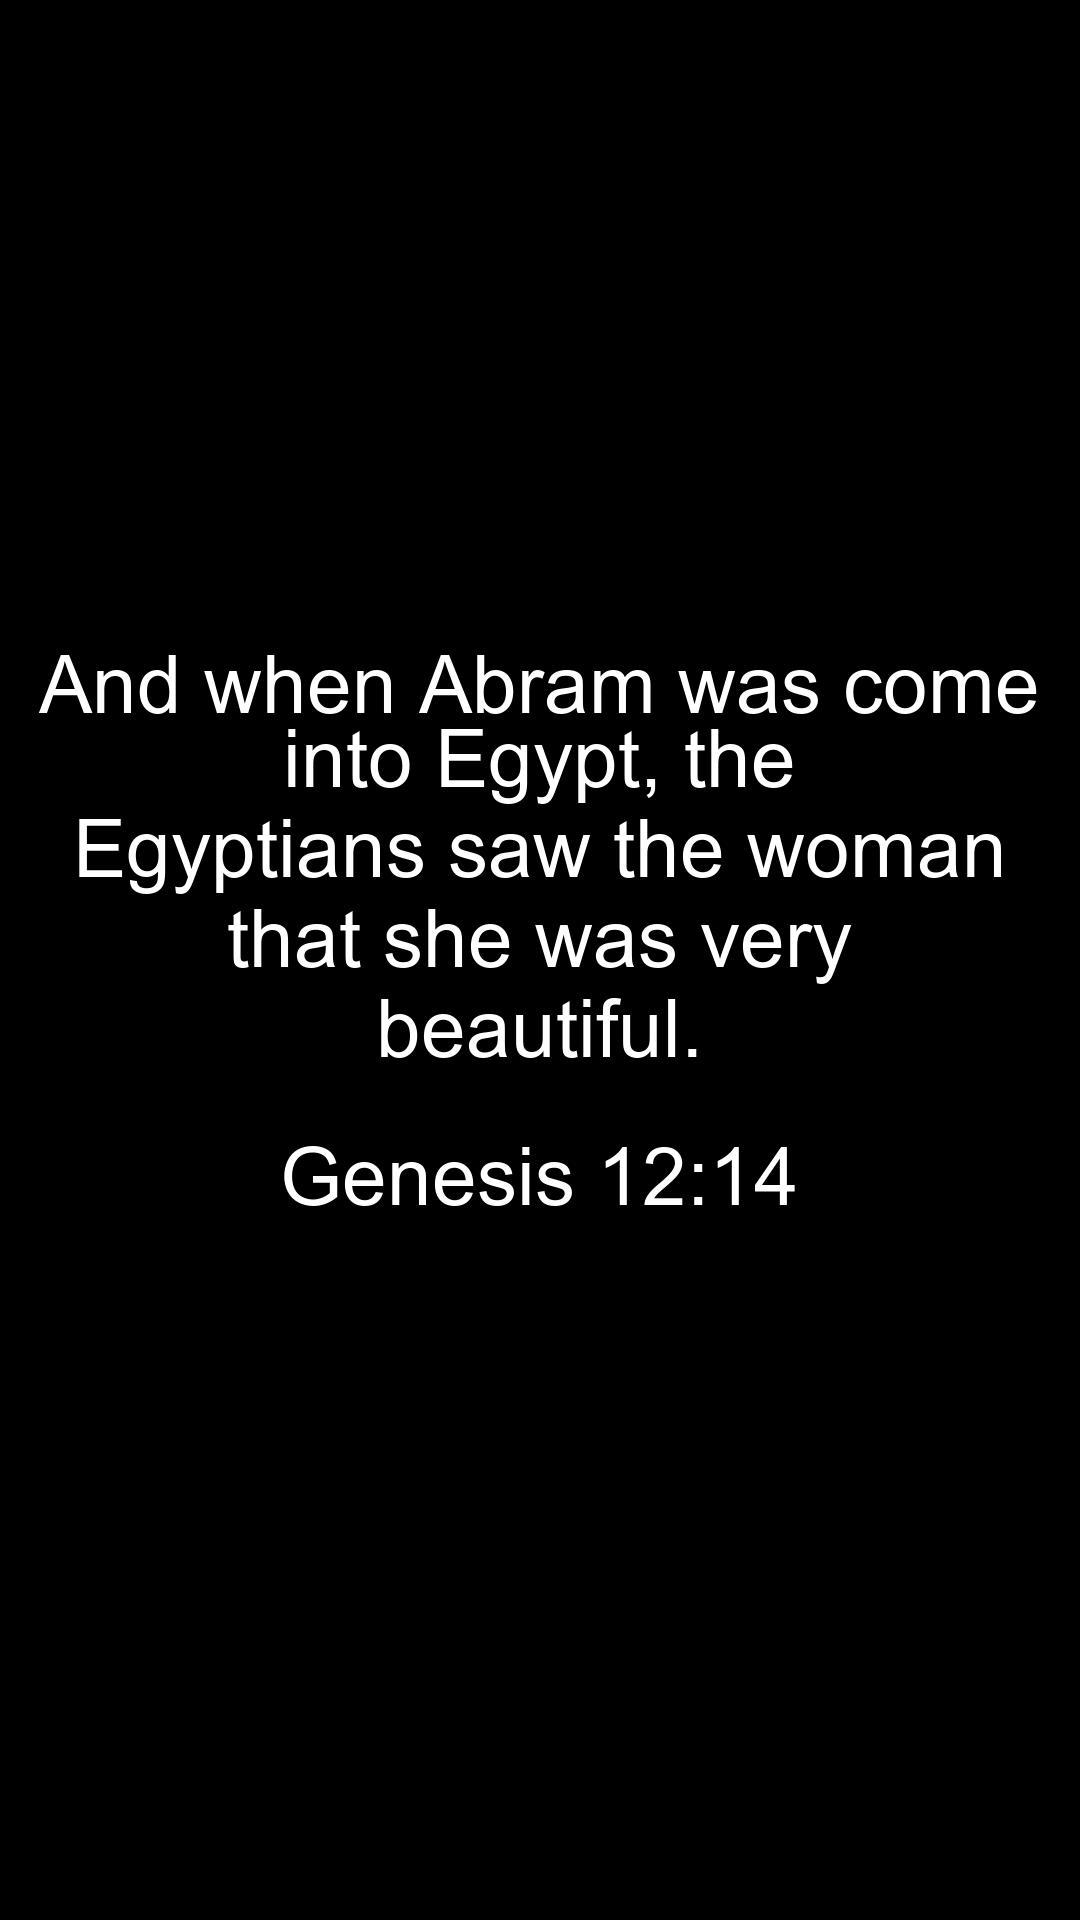 And when Abram was come
into Egypt, the
Egyptians saw the woman
that she was very
beautiful.
Genesis 12:14